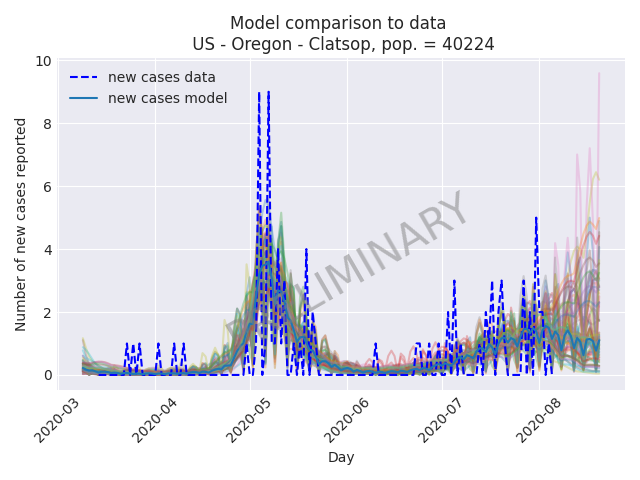 Model comparison to data
US - Oregon - Clatsop, pop. = 40224
new cases data
new cases model
PRELIMINARY
Number of new cases reported
10
8
6
4
2
0
2020-03
2020-04
2020-05
2020-06
2020-07
2020-08
Day